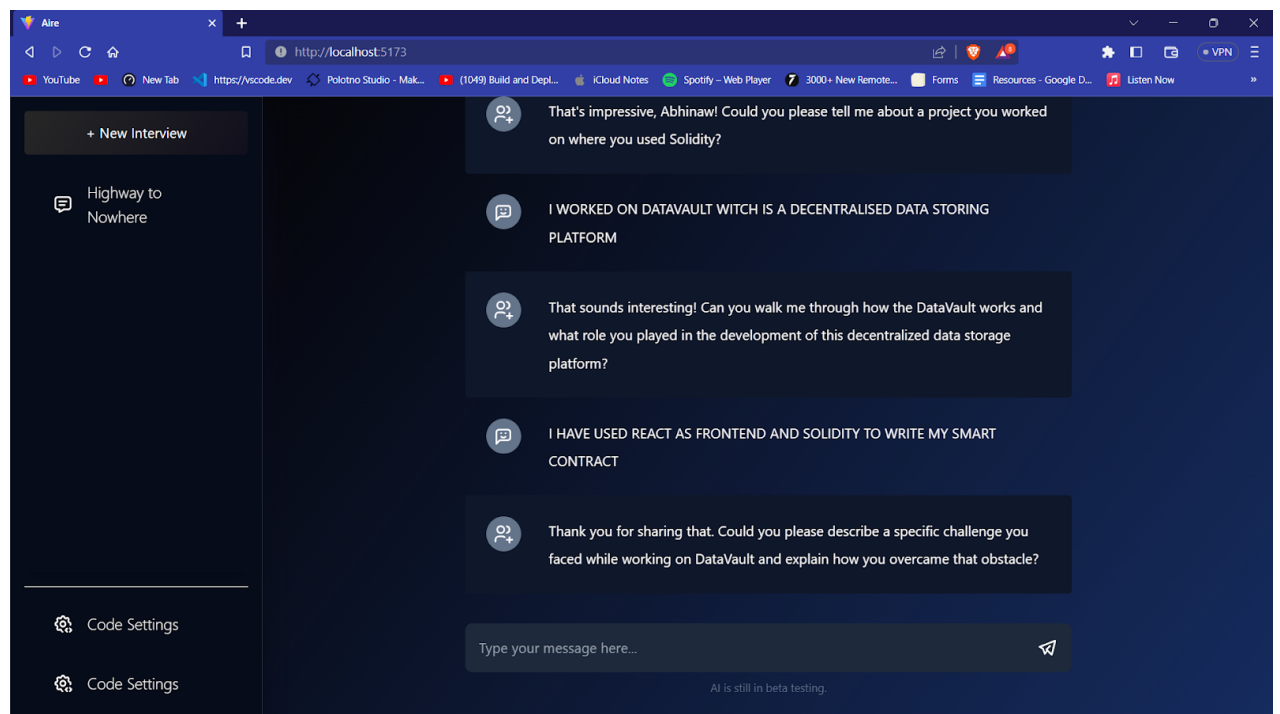 Aire
http://localhost:5173
VPN
YouTube
New Tab
https://vscode.dev
Polotno Studio - Mak...
(1049) Build and Depl...
iCloud Notes
Spotify – Web Player
3000+ New Remote...
Forms
Resources - Google D...
Listen Now
»
+ New Interview
Highway to
Nowhere
That's impressive, Abhinaw! Could you please tell me about a project you worked
on where you used Solidity?
I WORKED ON DATAVAULT WITCH IS A DECENTRALISED DATA STORING
PLATFORM
That sounds interesting! Can you walk me through how the DataVault works and
what role you played in the development of this decentralized data storage
platform?
I HAVE USED REACT AS FRONTEND AND SOLIDITY TO WRITE MY SMART
CONTRACT
Thank you for sharing that. Could you please describe a specific challenge you
faced while working on DataVault and explain how you overcame that obstacle?
Code Settings
Code Settings
Type your message here...
AI is still in beta testing.